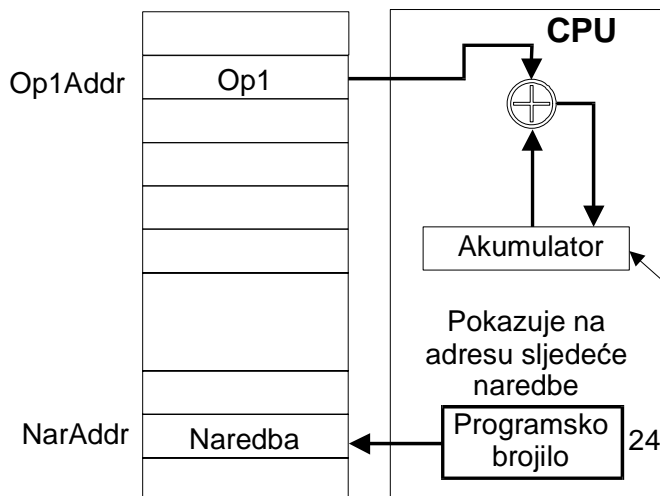 CPU
Op1Addr
Op1
Akumulator
Pokazuje na
adresu sljedeće
naredbe
NarAddr
Naredba
Programsko
brojilo
24